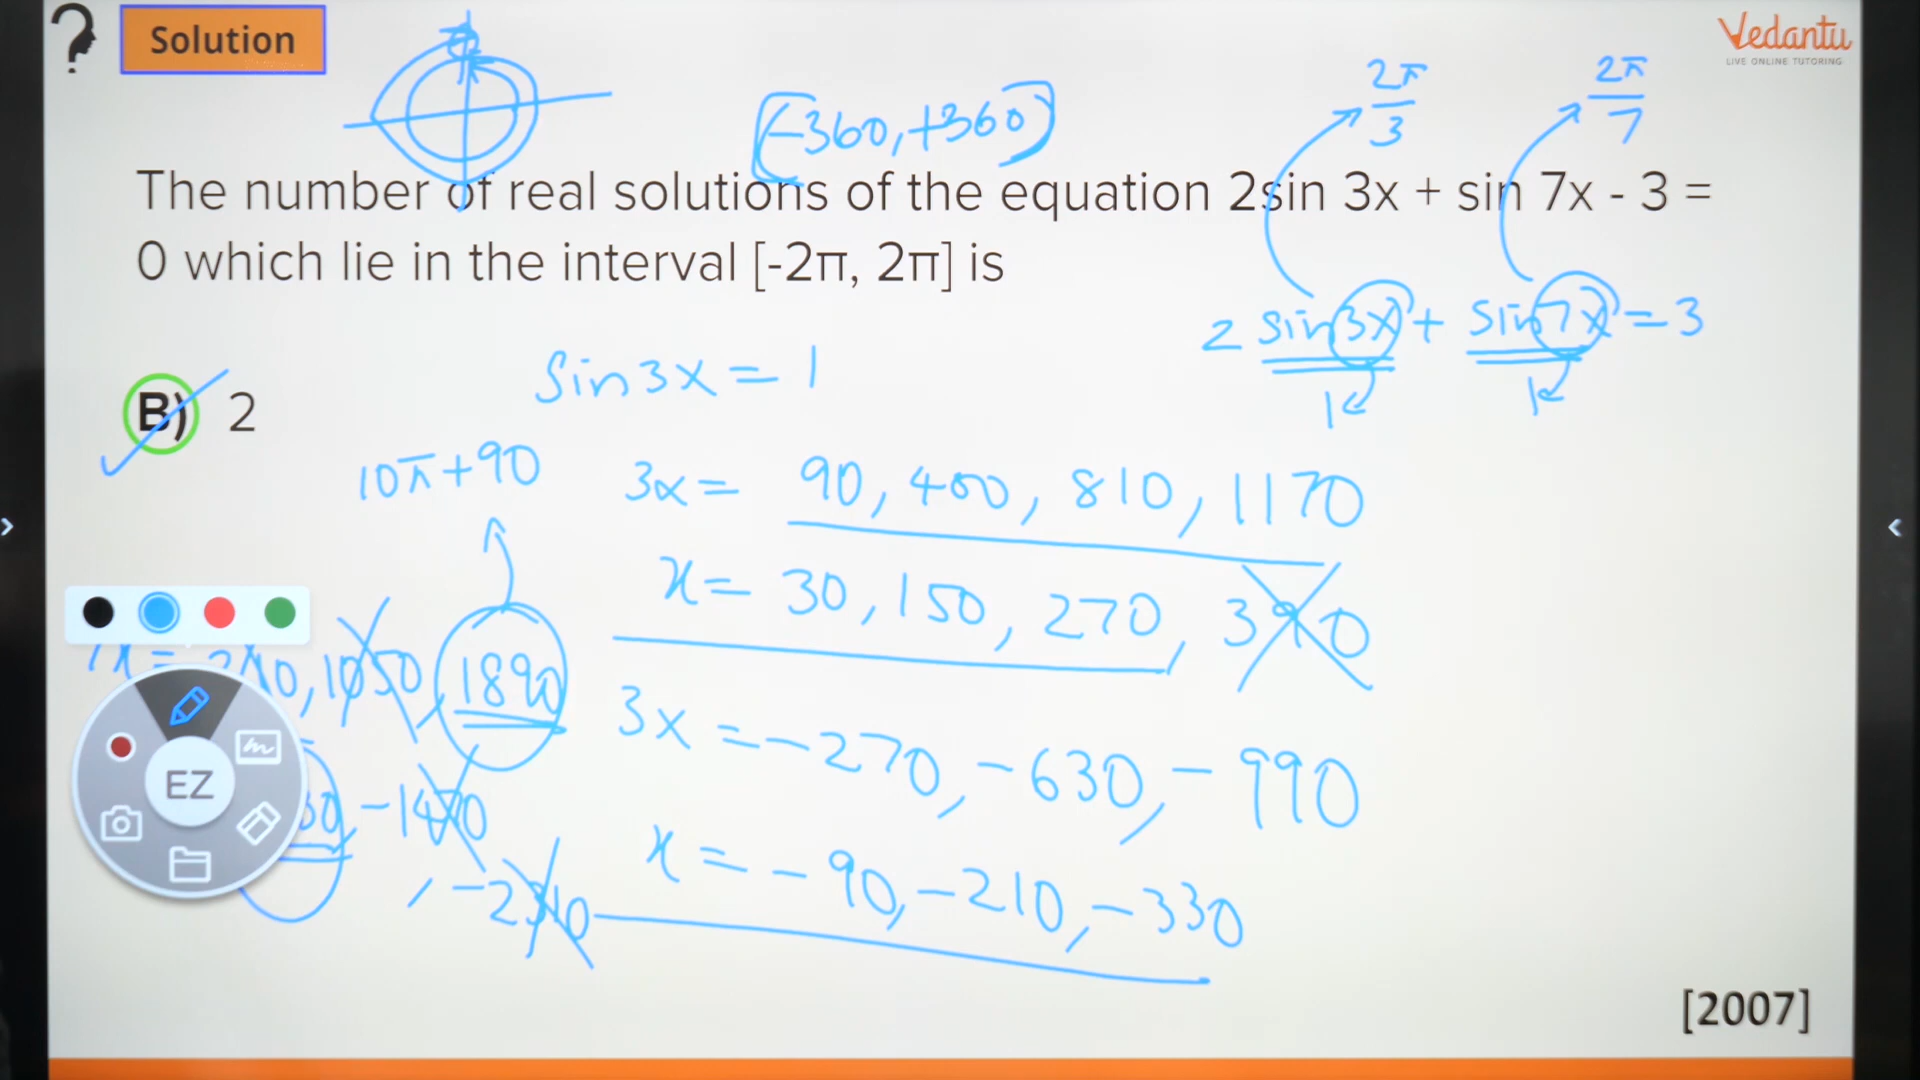 Solution
Vedantu
LIVE ONLINE TUTORING
[-360, +360]
2π/3
2π/7
The number of real solutions of the equation 2sin 3x + sin 7x - 3 =
0 which lie in the interval [-2π, 2π] is
2 sin 3x + sin 7x = 3
1
1
sin 3x = 1
B) 2
10π+90
3x = 90, 450, 810, 1170
x = 30, 150, 270, 390
1050, 1890
3x = -270, -630, -990
EZ
-1470
x = -90, -210, -330
, -2310
[2007]